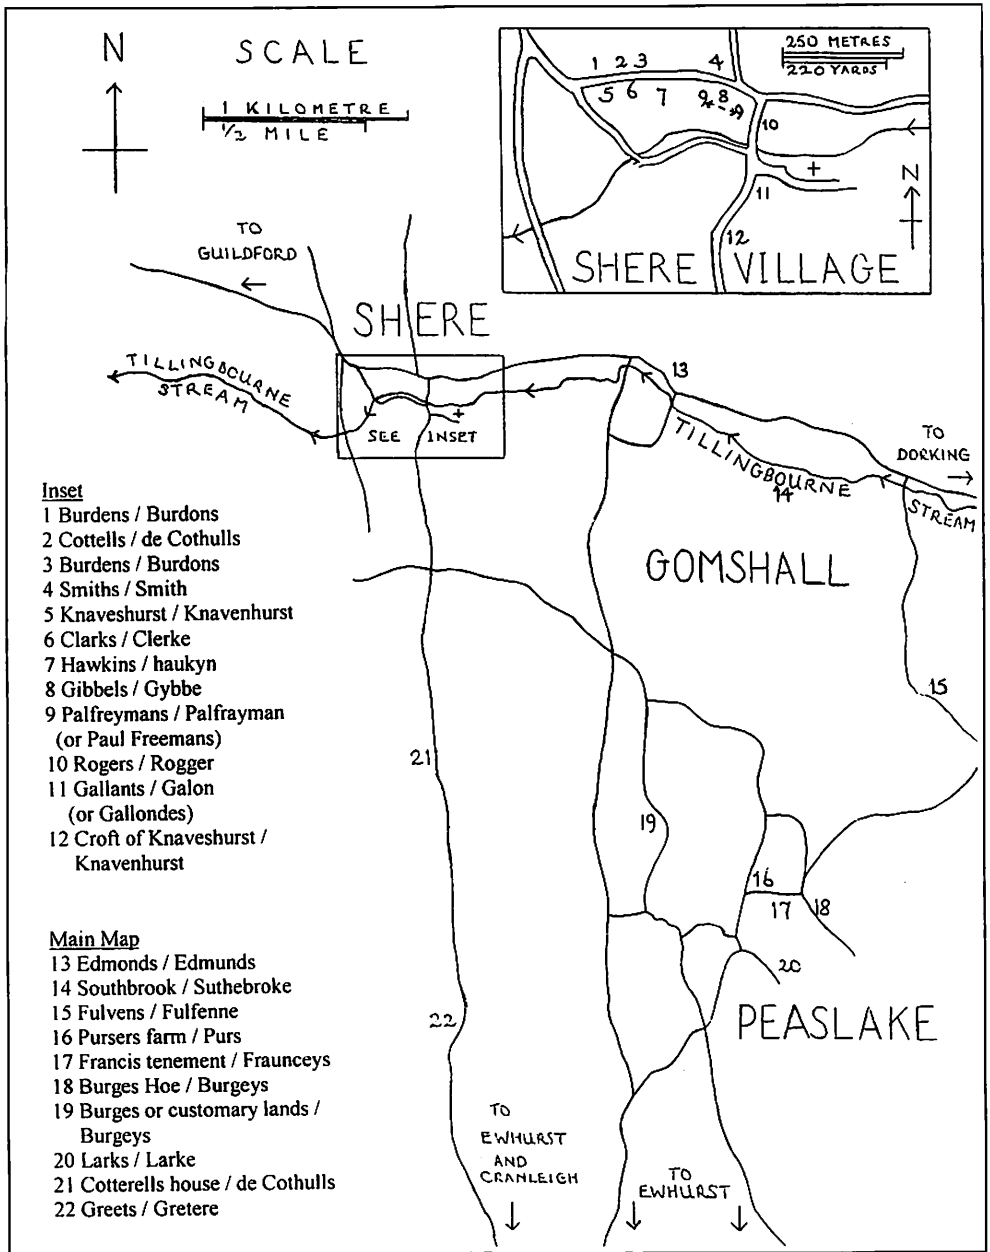 N
SCALE
1 KILOMETRE
1/2 MILE
250 METRES
220 YARDS
1 2 3 4
5 6 7 9 8 9
10
+
N
11
12
SHERE VILLAGE
TO
GUILDFORD
SHERE
TILLINGBOURNE
STREAM
+
SEE INSET
13
TILLINGBOURNE
STREAM
14
TO
DORKING
GOMSHALL
15
Inset
1 Burdens / Burdons
2 Cottells / de Cothulls
3 Burdens / Burdons
4 Smiths / Smith
5 Knaveshurst / Knavenhurst
6 Clarks / Clerke
7 Hawkins / haukyn
8 Gibbels / Gybbe
9 Palfreymans / Palfrayman
(or Paul Freemans)
10 Rogers / Rogger
11 Gallants / Galon
(or Gallondes)
12 Croft of Knaveshurst /
Knavenhurst
21
19
16
17 18
20
22
PEASLAKE
Main Map
13 Edmonds / Edmunds
14 Southbrook / Suthebroke
15 Fulvens / Fulfenne
16 Pursers farm / Purs
17 Francis tenement / Fraunceys
18 Burges Hoe / Burgeys
19 Burges or customary lands /
Burgeys
20 Larks / Larke
21 Cotterells house / de Cothulls
22 Greets / Gretere
TO
EWHURST
AND
CRANLEIGH
TO
EWHURST